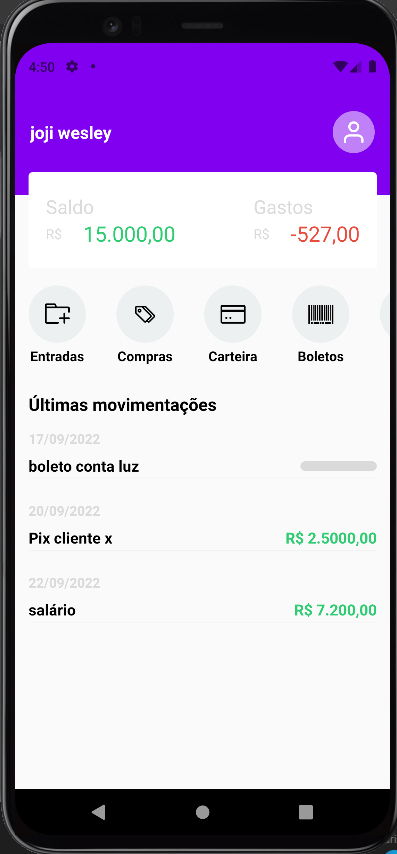 4:50
joji wesley
Saldo Gastos
R$ 15.000,00 R$ -527,00
Entradas Compras Carteira Boletos
Últimas movimentações
17/09/2022
boleto conta luz
20/09/2022
Pix cliente x R$ 2.5000,00
22/09/2022
salário R$ 7.200,00